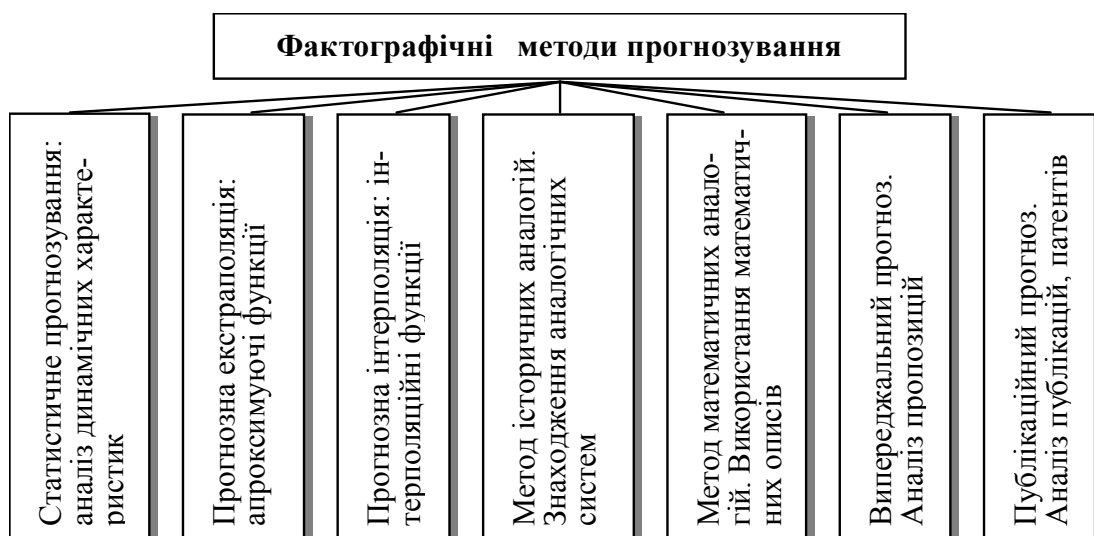 Фактографічні методи прогнозування
Статистичне прогнозування:
аналіз динамічних характе-
ристик
Прогнозна екстраполяція:
апроксимуючі функції
Прогнозна інтерполяція: ін-
терполяційні функції
Метод історичних аналогій.
Знаходження аналогічних
систем
Метод математичних анало-
гій. Використання математич-
них описів
Випереджальний прогноз.
Аналіз пропозицій
Публікаційний прогноз.
Аналіз публікацій, патентів